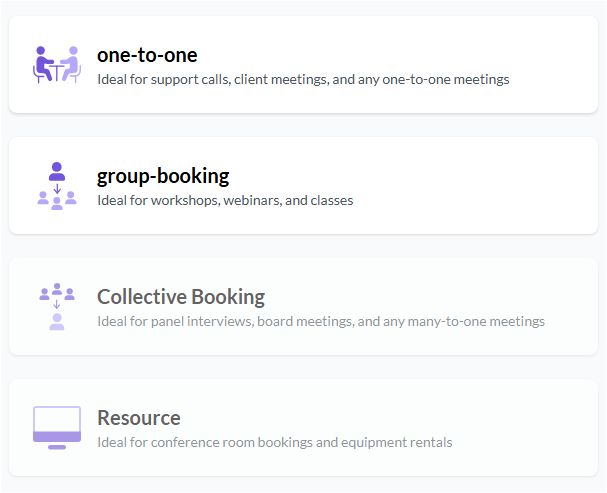 one-to-one
Ideal for support calls, client meetings, and any one-to-one meetings
group-booking
Ideal for workshops, webinars, and classes
Collective Booking
Ideal for panel interviews, board meetings, and any many-to-one meetings
Resource
Ideal for conference room bookings and equipment rentals